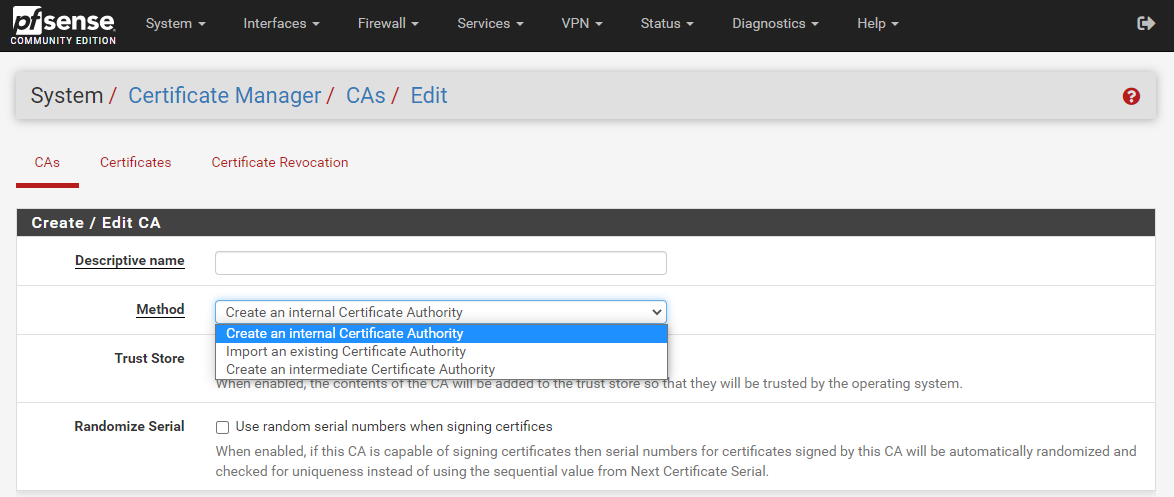 pfsense
COMMUNITY EDITION
System Interfaces Firewall Services VPN Status Diagnostics Help
System / Certificate Manager / CAs / Edit
CAs Certificates Certificate Revocation
Create / Edit CA
Descriptive name
Method Create an internal Certificate Authority
Create an internal Certificate Authority
Import an existing Certificate Authority
Trust Store
Create an intermediate Certificate Authority
When enabled, the contents of the CA will be added to the trust store so that they will be trusted by the operating system.
Randomize Serial Use random serial numbers when signing certifices
When enabled, if this CA is capable of signing certificates then serial numbers for certificates signed by this CA will be automatically randomized and
checked for uniqueness instead of using the sequential value from Next Certificate Serial.